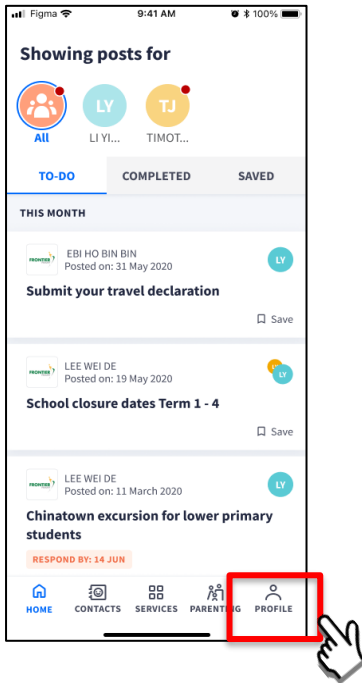 Figma 9:41 AM 100%
Showing posts for
LY TJ
All LI YI... TIMOT...
TO-DO COMPLETED SAVED
THIS MONTH
FRONTIER EBI HO BIN BIN LY
Posted on: 31 May 2020
Submit your travel declaration
Save
FRONTIER LEE WEI DE LY
Posted on: 19 May 2020
School closure dates Term 1 - 4
Save
FRONTIER LEE WEI DE LY
Posted on: 11 March 2020
Chinatown excursion for lower primary
students
RESPOND BY: 14 JUN
HOME CONTACTS SERVICES PARENTING PROFILE